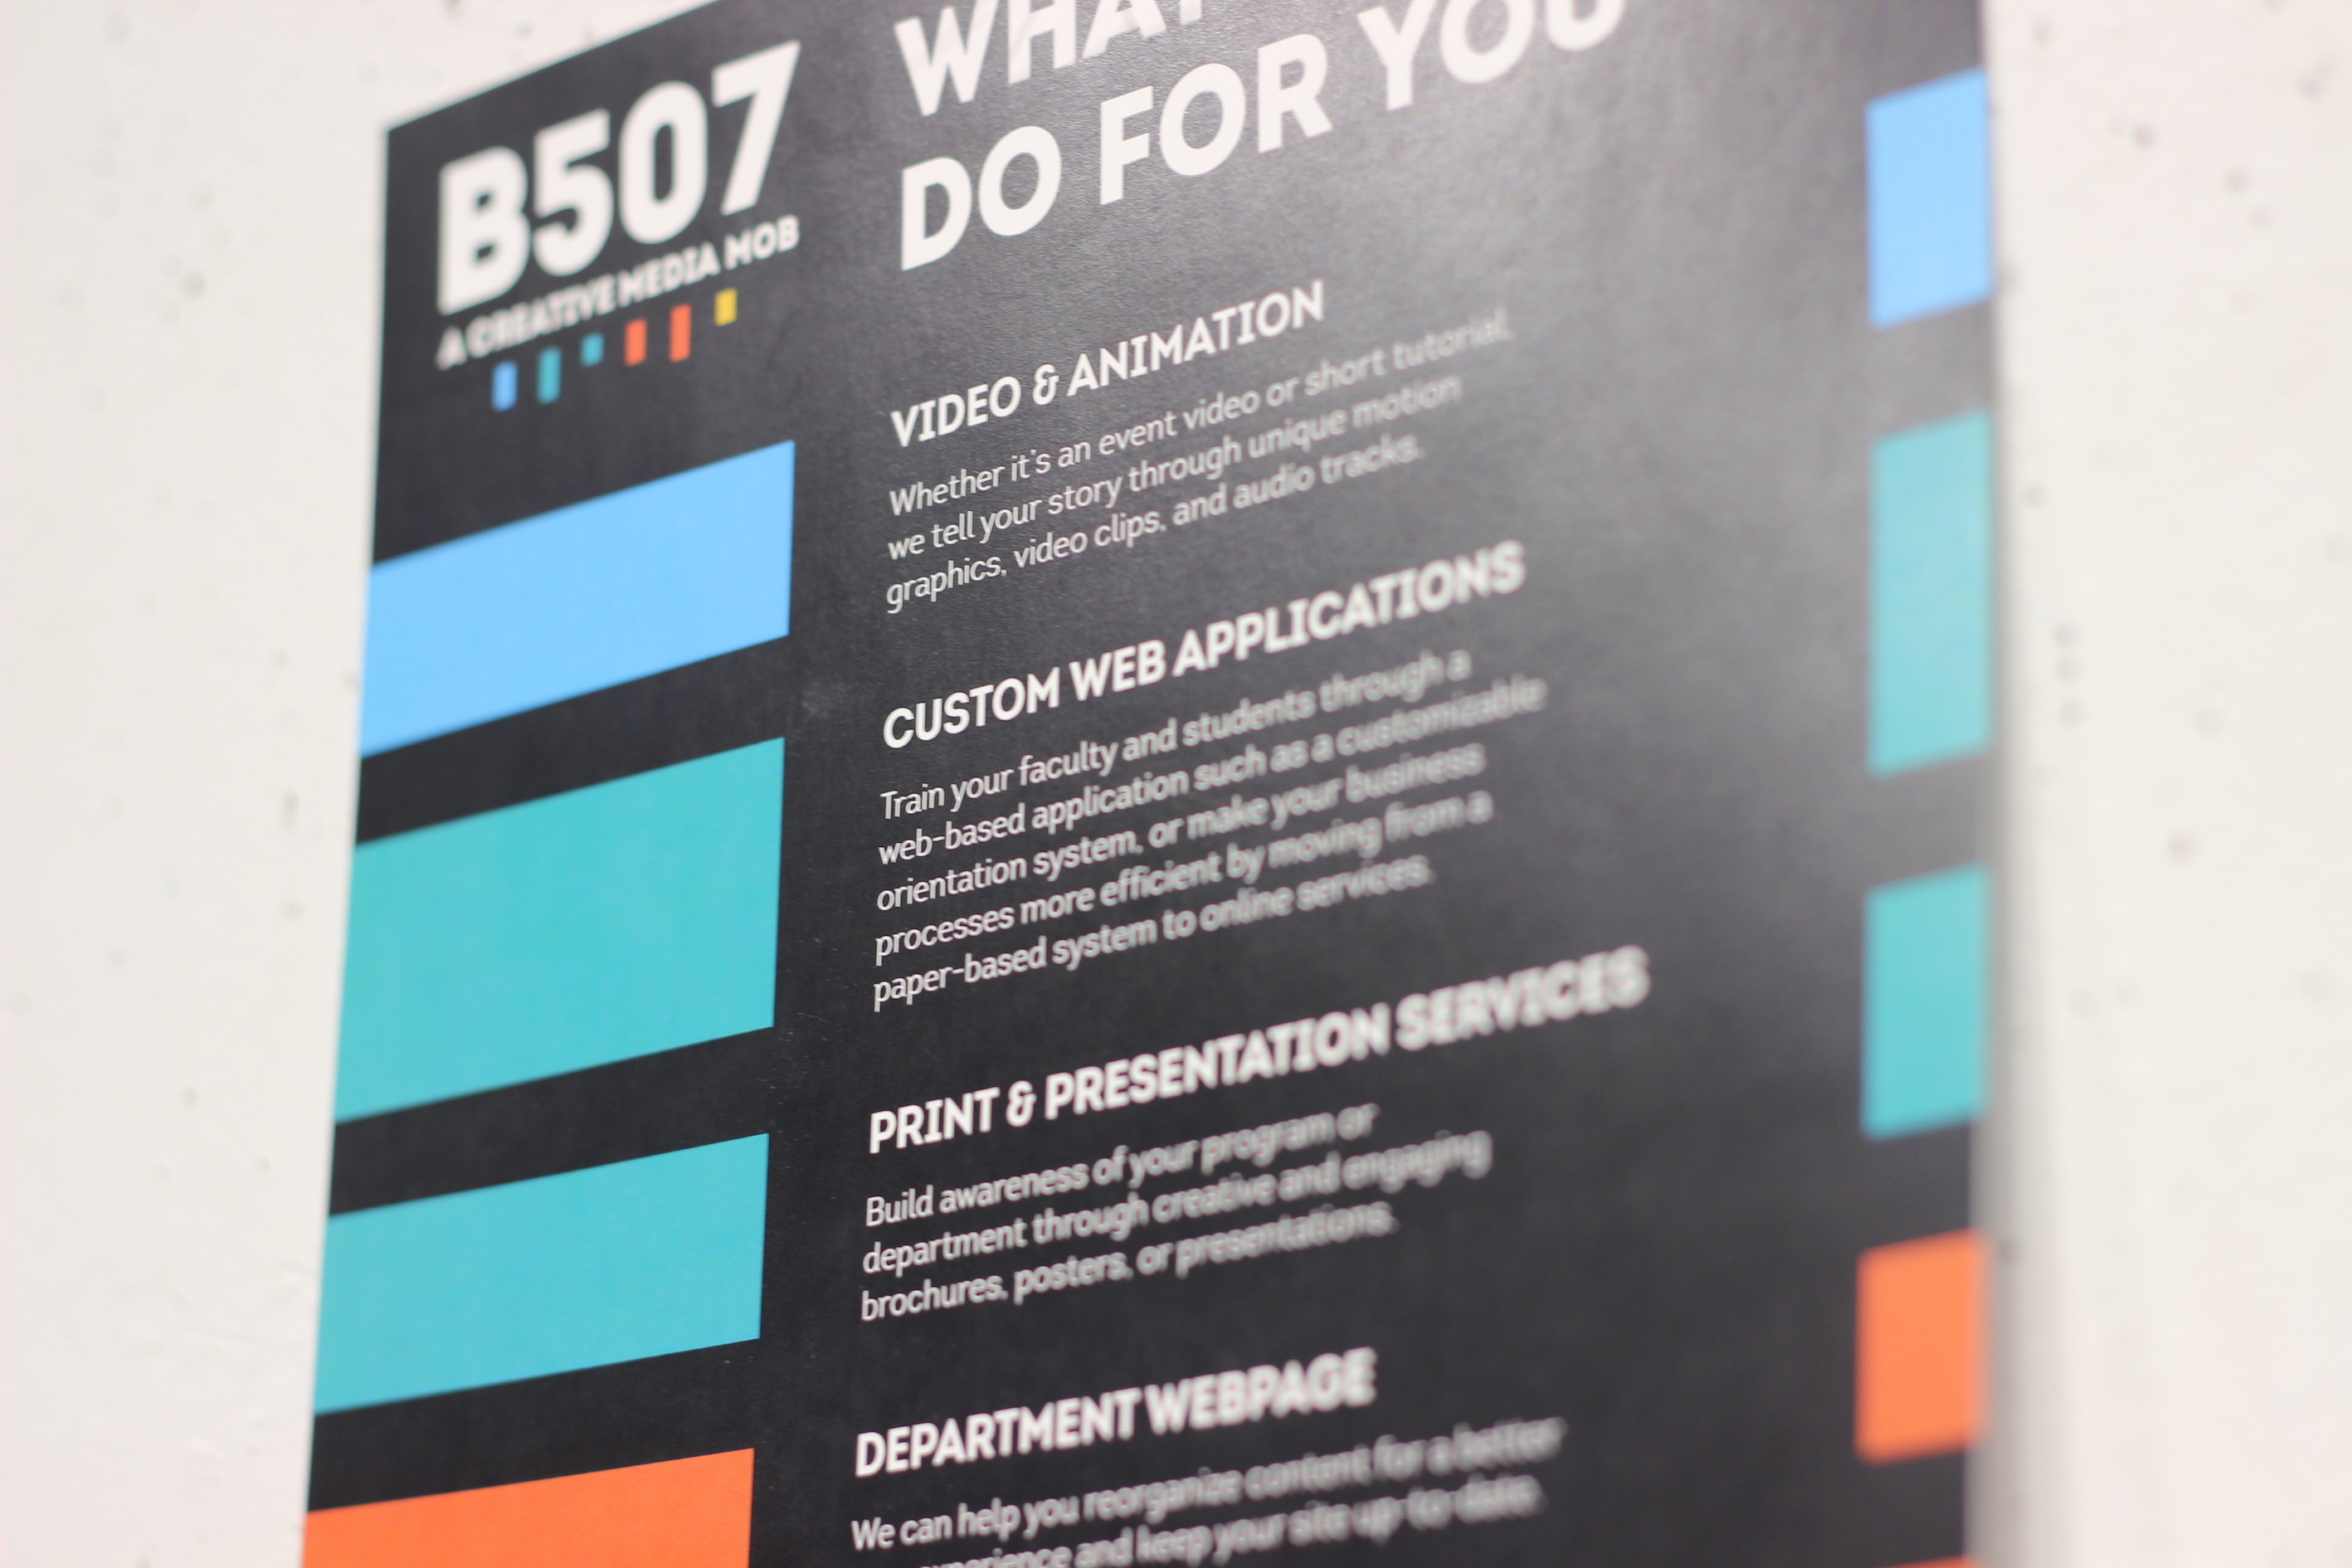 B507
A CREATIVE MEDIA MOB
WHAT
DO FOR YOU
VIDEO & ANIMATION
Whether it's an event video or short tutorial,
we tell your story through unique motion
graphics, video clips, and audio tracks.
CUSTOM WEB APPLICATIONS
Train your faculty and students through a
web-based application such as a customizable
orientation system, or make your business
processes more efficient by moving from a
paper-based system to online services.
PRINT & PRESENTATION SERVICES
Build awareness of your program or
department through creative and engaging
brochures, posters, or presentations.
DEPARTMENT WEBPAGE
We can help you reorganize content for a better
experience and keep your site up-to-date.